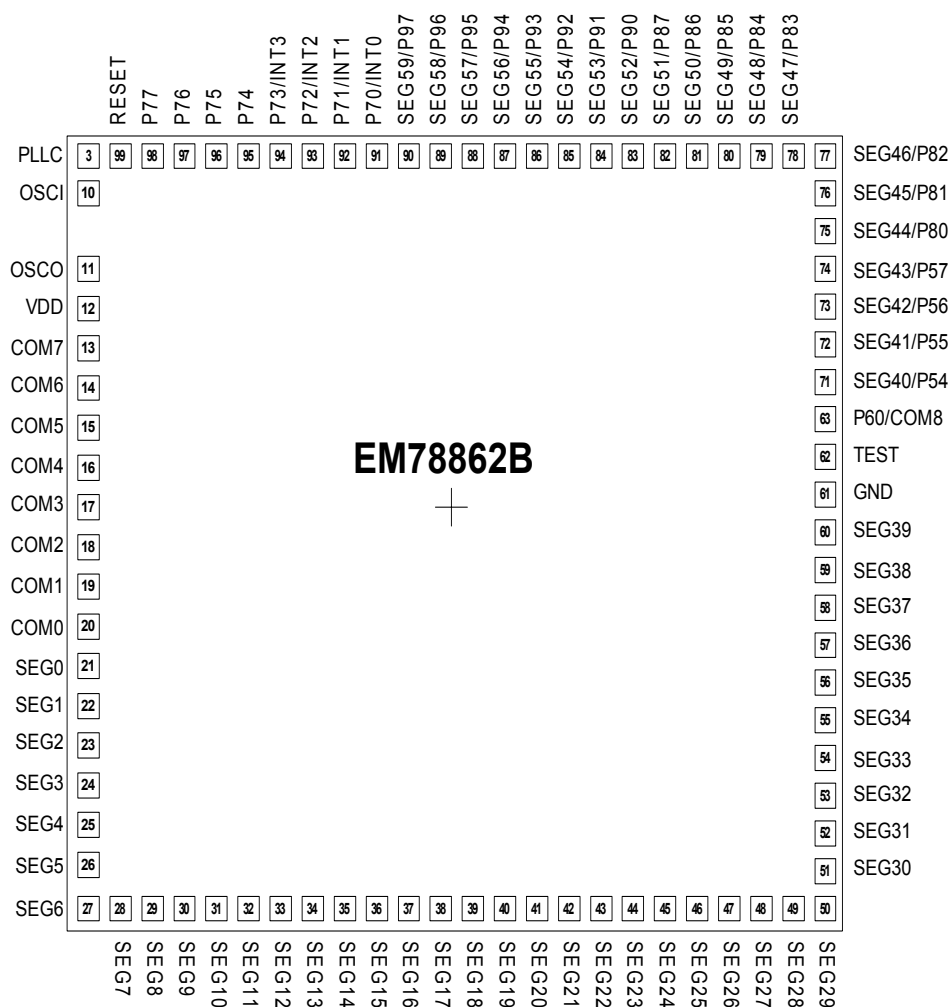 RESET
P77
P76
P75
P74
P73/INT3
P72/INT2
P71/INT1
P70/INT0
SEG59/P97
SEG58/P96
SEG57/P95
SEG56/P94
SEG55/P93
SEG54/P92
SEG53/P91
SEG52/P90
SEG51/P87
SEG50/P86
SEG49/P85
SEG48/P84
SEG47/P83
PLLC 3 99 98 97 96 95 94 93 92 91 90 89 88 87 86 85 84 83 82 81 80 79 78 77 SEG46/P82
OSCI 10 76 SEG45/P81
75 SEG44/P80
OSCO 11 74 SEG43/P57
VDD 12 73 SEG42/P56
COM7 13 72 SEG41/P55
COM6 14 71 SEG40/P54
COM5 15 63 P60/COM8
EM78862B
COM4 16 62 TEST
COM3 17 61 GND
COM2 18 60 SEG39
COM1 19 59 SEG38
COM0 20 58 SEG37
SEG0 21 57 SEG36
SEG1 22 56 SEG35
SEG2 23 55 SEG34
SEG3 24 54 SEG33
SEG4 25 53 SEG32
SEG5 26 52 SEG31
51 SEG30
SEG6 27 28 29 30 31 32 33 34 35 36 37 38 39 40 41 42 43 44 45 46 47 48 49 50
SEG7
SEG8
SEG9
SEG10
SEG11
SEG12
SEG13
SEG14
SEG15
SEG16
SEG17
SEG18
SEG19
SEG20
SEG21
SEG22
SEG23
SEG24
SEG25
SEG26
SEG27
SEG28
SEG29